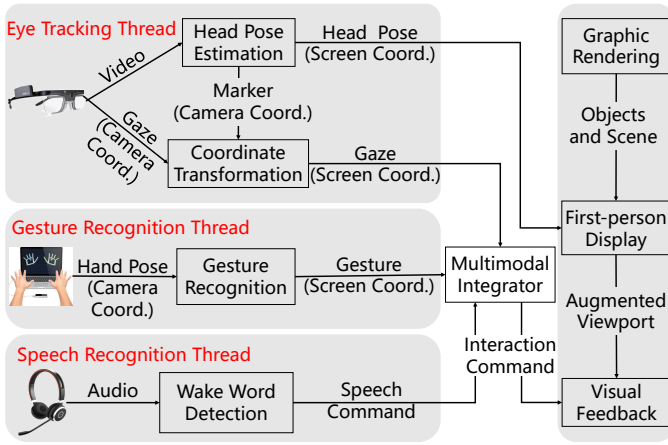 Eye Tracking Thread
Video
Gaze
(Camera
Coord.)
Head Pose
Estimation
Head Pose
(Screen Coord.)
Marker
(Camera Coord.)
Coordinate
Transformation
Gaze
(Screen Coord.)
Gesture Recognition Thread
Hand Pose
(Camera
Coord.)
Gesture
Recognition
Gesture
(Screen Coord.)
Speech Recognition Thread
Audio
Wake Word
Detection
Speech
Command
Multimodal
Integrator
Interaction
Command
Graphic
Rendering
Objects
and Scene
First-person
Display
Augmented
Viewport
Visual
Feedback